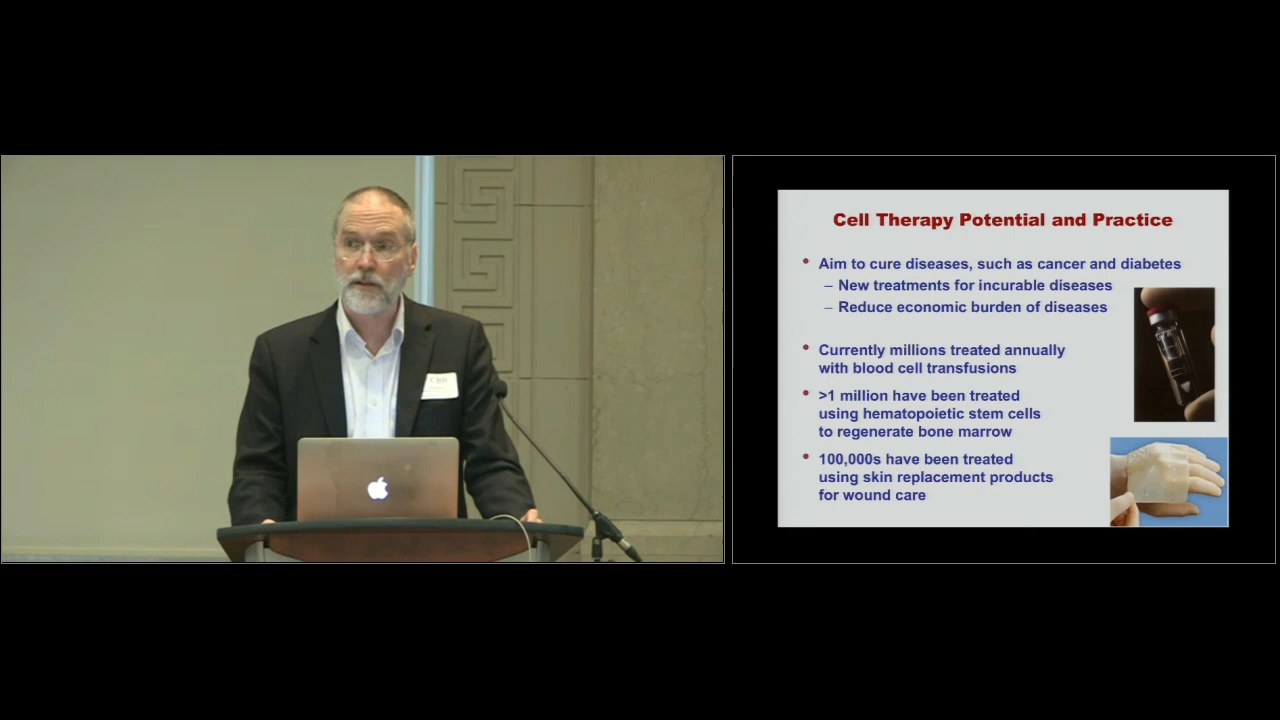 CBR
Cell Therapy Potential and Practice
• Aim to cure diseases, such as cancer and diabetes
– New treatments for incurable diseases
– Reduce economic burden of diseases
• Currently millions treated annually
with blood cell transfusions
• >1 million have been treated
using hematopoietic stem cells
to regenerate bone marrow
• 100,000s have been treated
using skin replacement products
for wound care